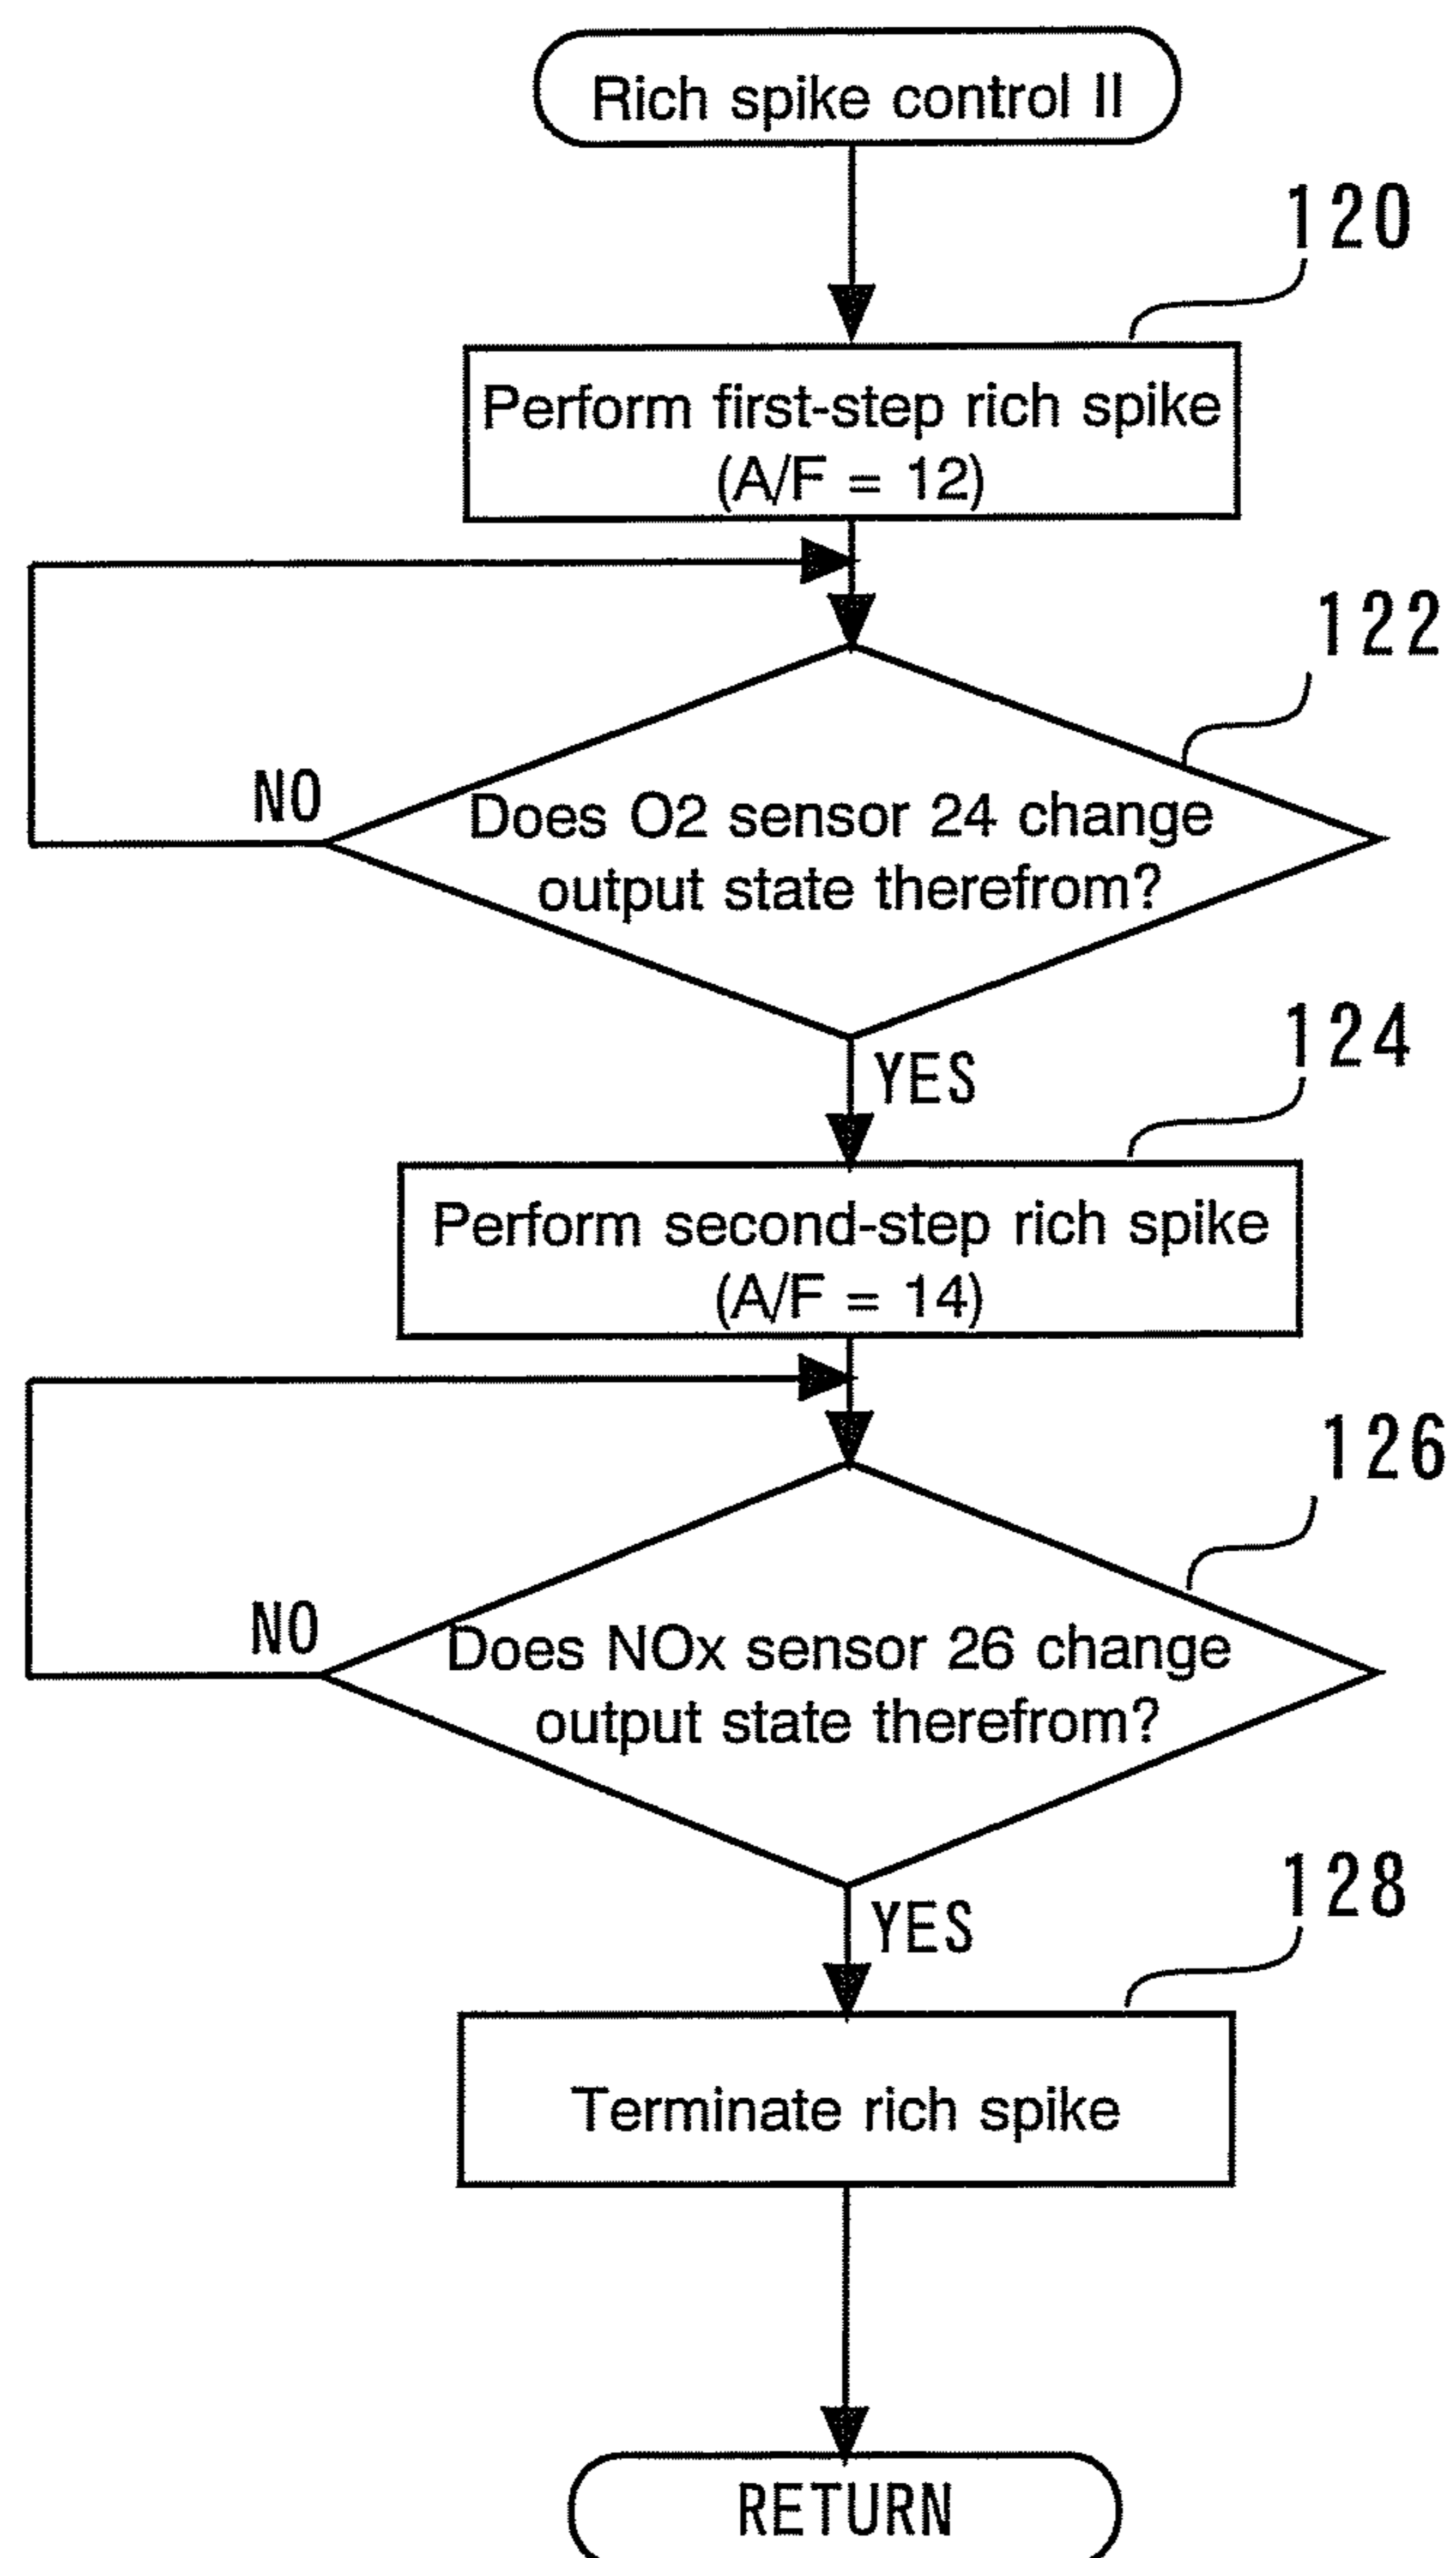 Rich spike control II
120
Perform first-step rich spike
(A/F = 12)
122
NO
Does O2 sensor 24 change
output state therefrom?
YES
124
Perform second-step rich spike
(A/F = 14)
126
NO
Does NOx sensor 26 change
output state therefrom?
YES
128
Terminate rich spike
RETURN